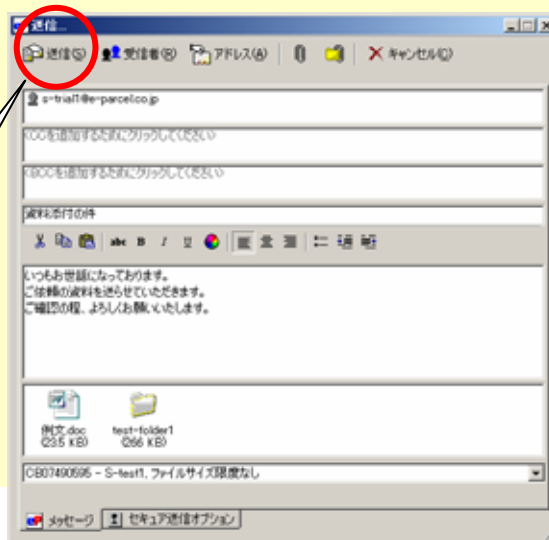 送信...
送信(S) 受信者(R) アドレス(A) キャンセル(C)
s-trial1@e-parcel.co.jp
<CCを追加するためにクリックしてください>
<BCCを追加するためにクリックしてください>
資料添付の件
abc B I U
いつもお世話になっております。
ご依頼の資料を送らせていただきます。
ご確認の程、よろしくお願いいたします。
例文.doc
(235 KB)
test-folder1
(266 KB)
CB07490595 - S-test1, ファイルサイズ限度なし
メッセージ セキュア送信オプション